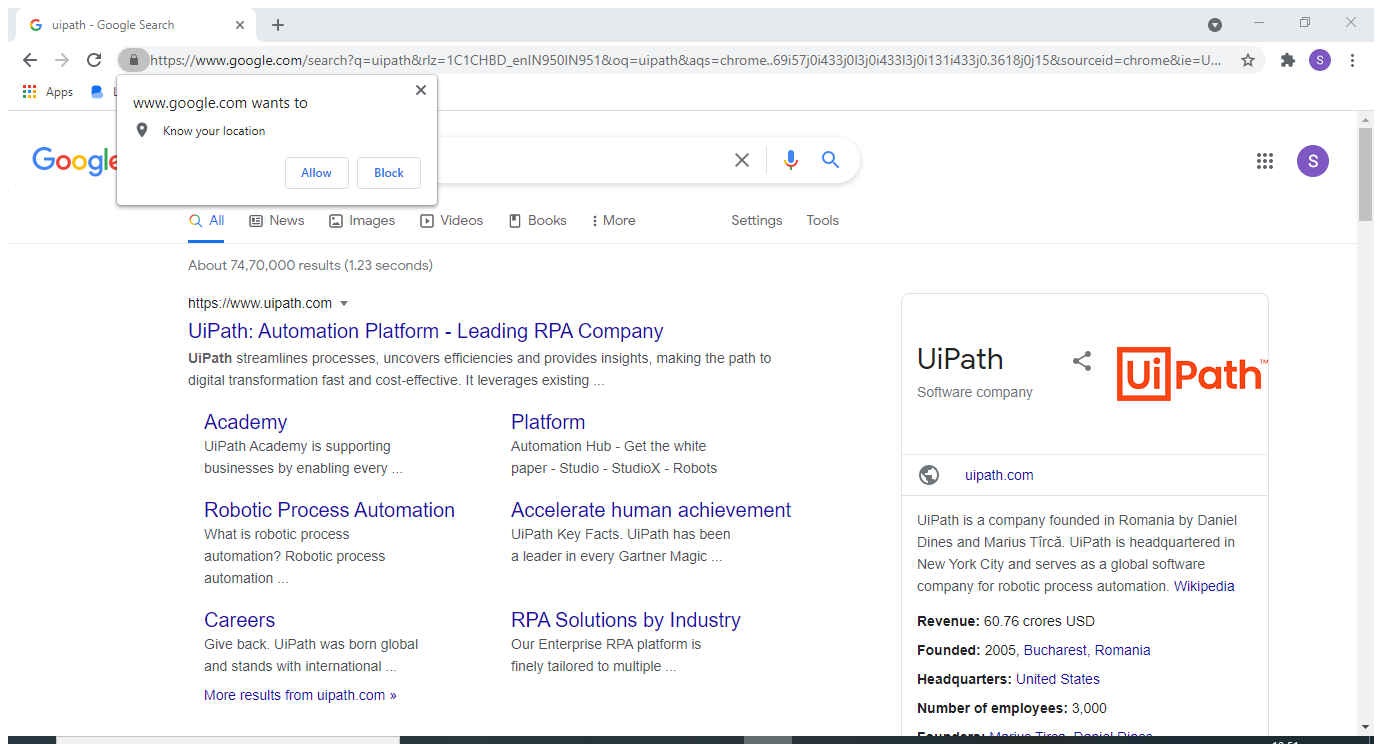 uipath - Google Search
https://www.google.com/search?q=uipath&rlz=1C1CHBD_enIN950IN951&oq=uipath&aqs=chrome..69i57j0i433j0l3j0i433l3j0i131i433j0.3618j0j15&sourceid=chrome&ie=U...
S
Apps
www.google.com wants to
Know your location
Allow
Block
Google
S
All
News
Images
Videos
Books
More
Settings
Tools
About 74,70,000 results (1.23 seconds)
https://www.uipath.com
UiPath: Automation Platform - Leading RPA Company
UiPath streamlines processes, uncovers efficiencies and provides insights, making the path to
digital transformation fast and cost-effective. It leverages existing ...
Academy
UiPath Academy is supporting
businesses by enabling every ...
Platform
Automation Hub - Get the white
paper - Studio - StudioX - Robots
Robotic Process Automation
What is robotic process
automation? Robotic process
automation ...
Accelerate human achievement
UiPath Key Facts. UiPath has been
a leader in every Gartner Magic ...
Careers
Give back. UiPath was born global
and stands with international ...
RPA Solutions by Industry
Our Enterprise RPA platform is
finely tailored to multiple ...
More results from uipath.com »
UiPath
Software company
UiPath™
uipath.com
UiPath is a company founded in Romania by Daniel
Dines and Marius Tîrcă. UiPath is headquartered in
New York City and serves as a global software
company for robotic process automation. Wikipedia
Revenue: 60.76 crores USD
Founded: 2005, Bucharest, Romania
Headquarters: United States
Number of employees: 3,000
Founders: Marius Tirca, Daniel Dines